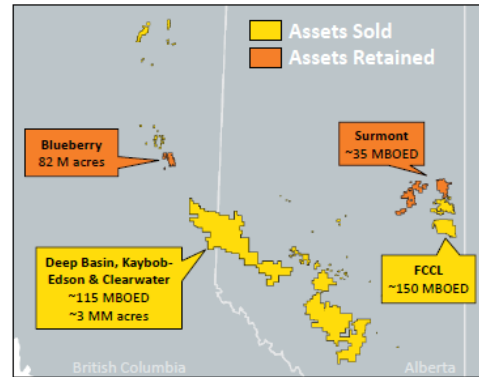 Assets Sold
Assets Retained
Blueberry
82 M acres
Surmont
~35 MBOED
Deep Basin, Kaybob-
Edson & Clearwater
~115 MBOED
~3 MM acres
FCCL
~150 MBOED
British Columbia
Alberta